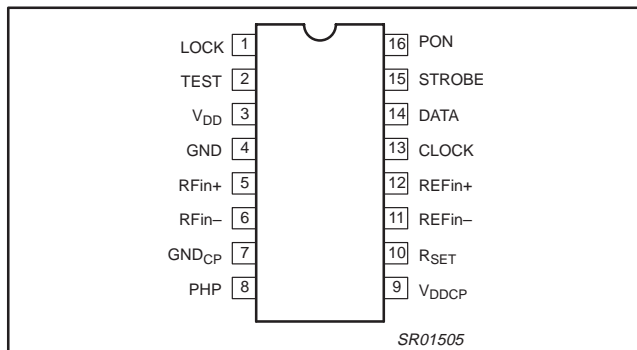 LOCK 1 16 PON
TEST 2 15 STROBE
VDD 3 14 DATA
GND 4 13 CLOCK
RFin+ 5 12 REFin+
RFin– 6 11 REFin–
GNDCP 7 10 RSET
PHP 8 9 VDDCP
SR01505